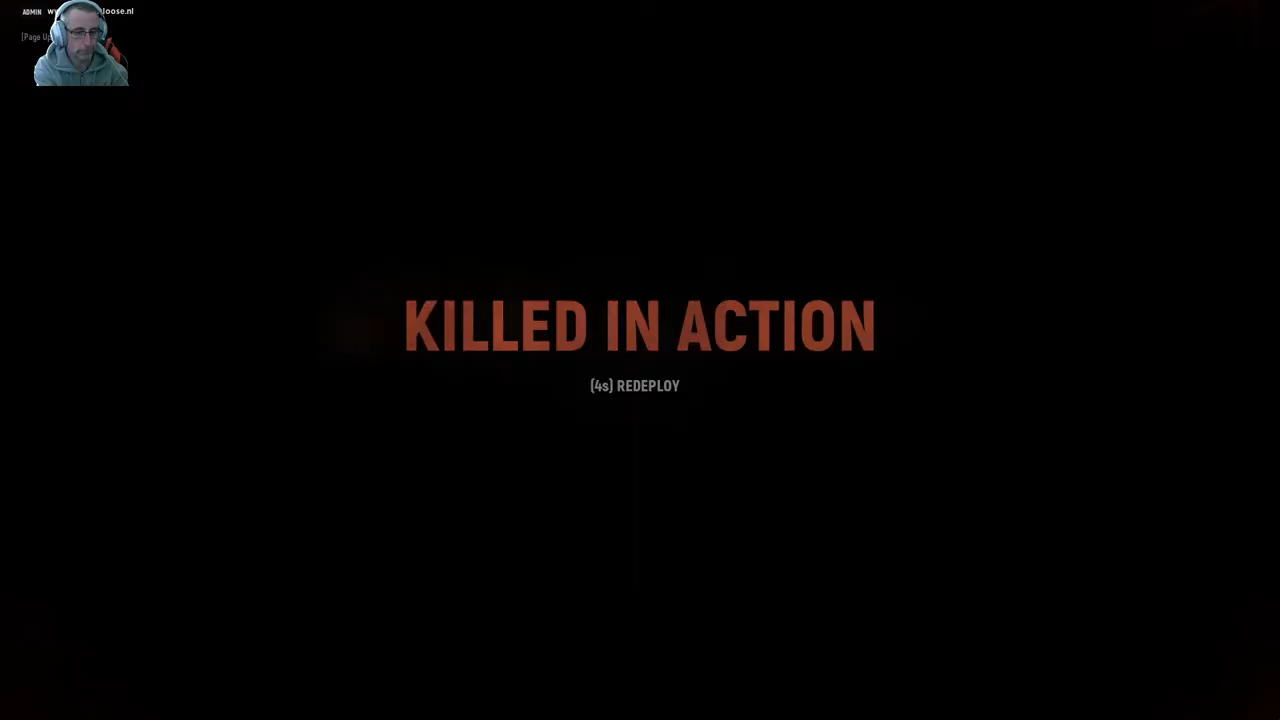 ADMIN loose.nl
[Page Up
KILLED IN ACTION
(4s) REDEPLOY